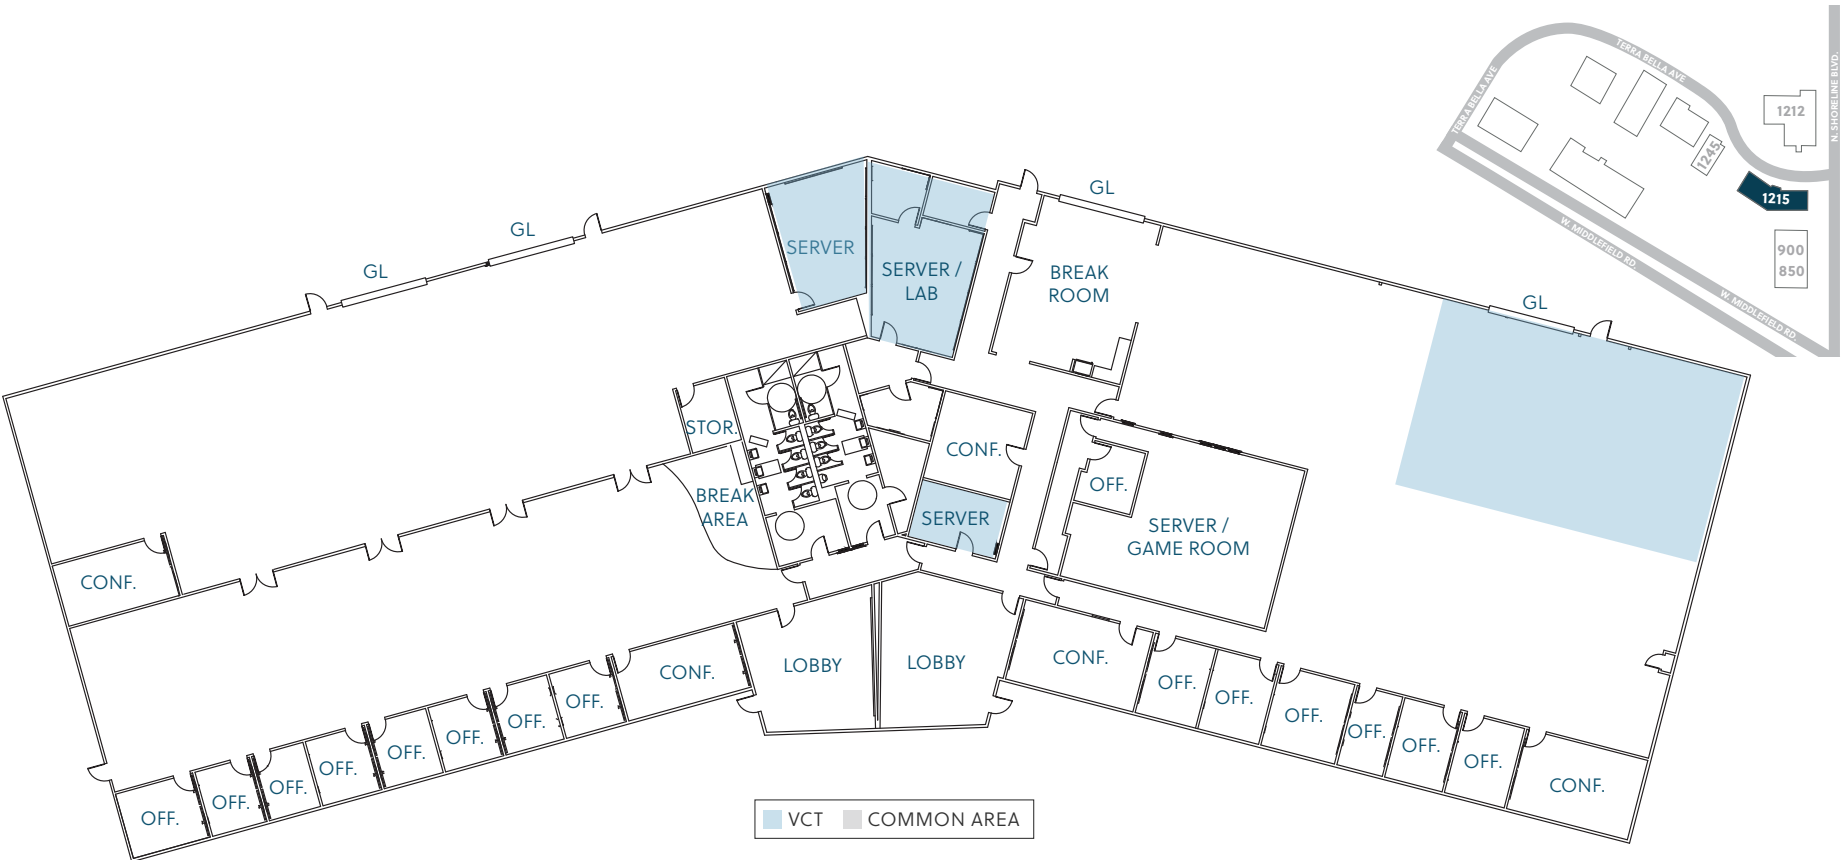 TERRA BELLA AVE
TERRA BELLA AVE
N. SHORELINE BLVD.
1212
1245
1215
W. MIDDLEFIELD RD.
900
850
W. MIDDLEFIELD RD.
GL
GL
GL
GL
SERVER
SERVER /
LAB
BREAK
ROOM
STOR.
BREAK
AREA
CONF.
SERVER
OFF.
SERVER /
GAME ROOM
CONF.
LOBBY
LOBBY
CONF.
CONF.
OFF.
OFF.
OFF.
OFF.
OFF.
OFF.
OFF.
OFF.
OFF.
OFF.
OFF.
OFF.
OFF.
OFF.
CONF.
VCT
COMMON AREA